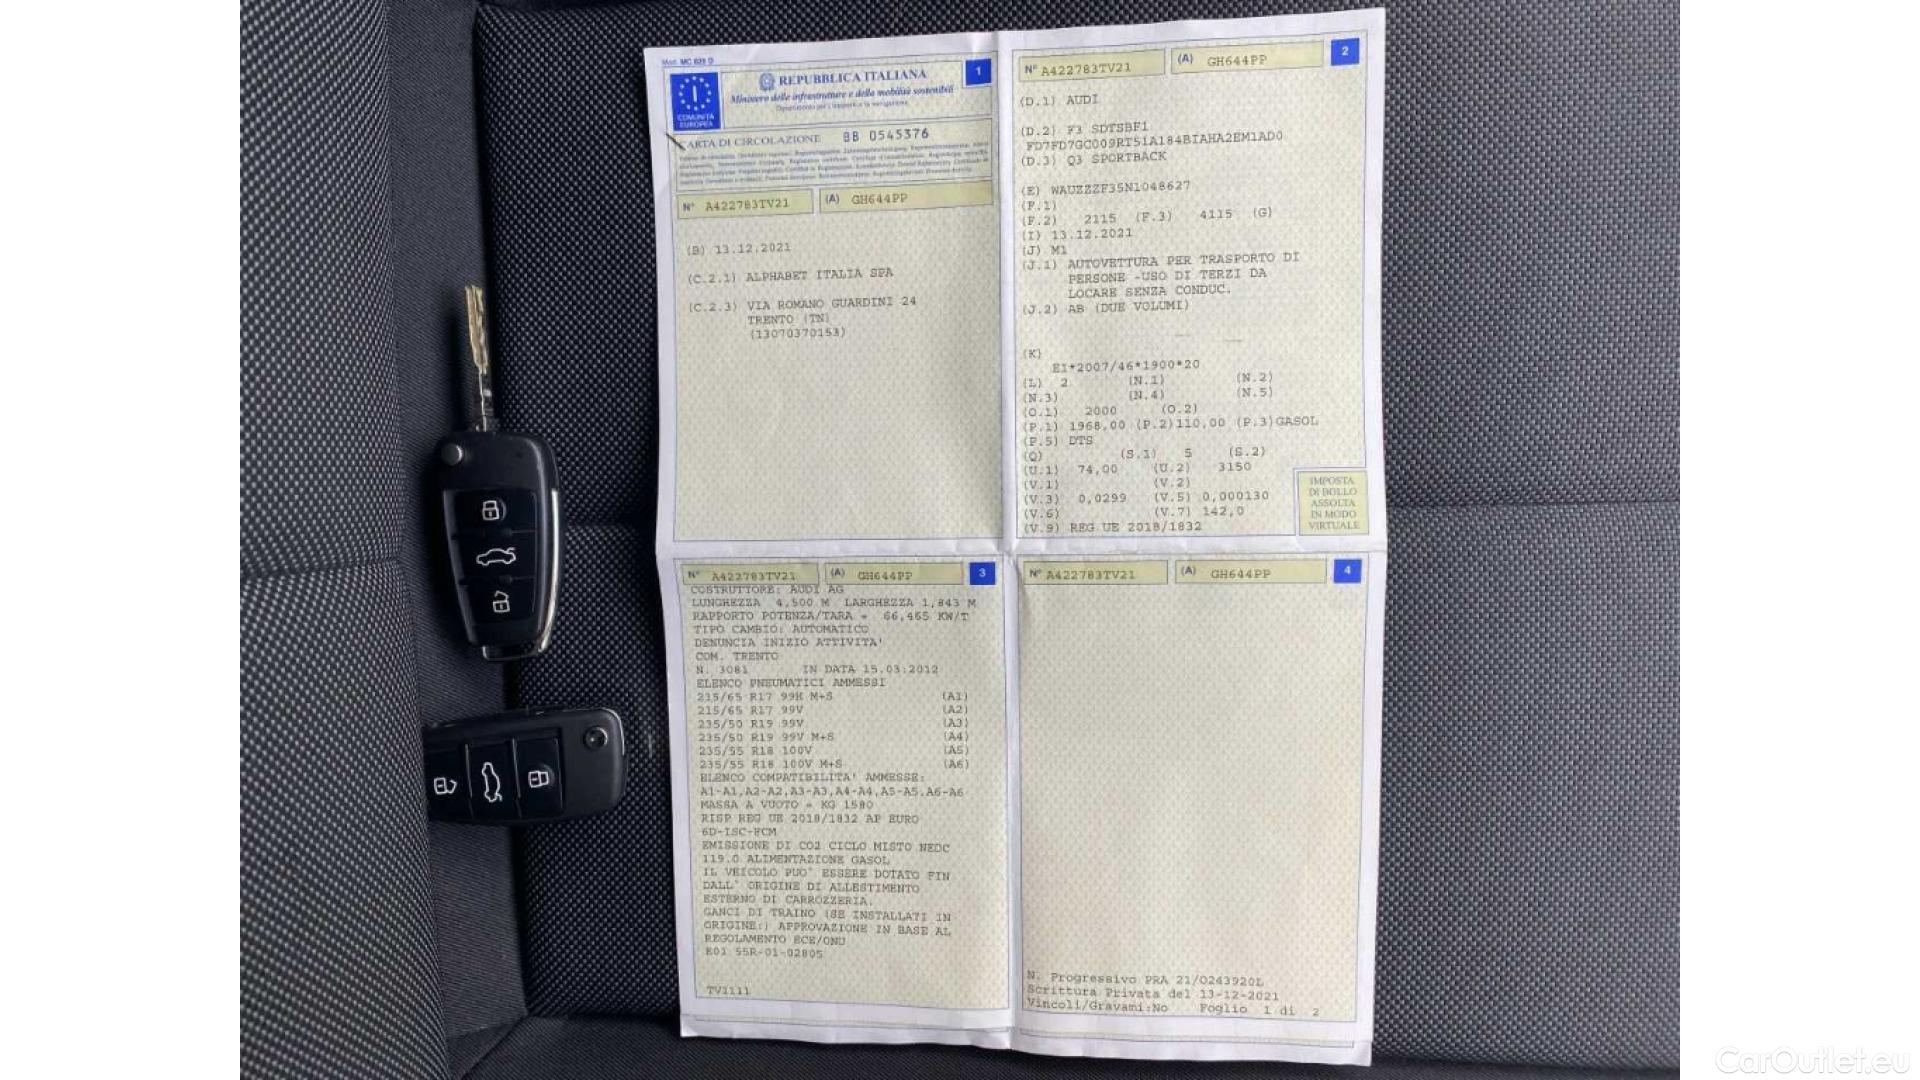 Mod. MC 820 D
REPUBBLICA ITALIANA
Ministero delle infrastrutture e della mobilità sostenibili
COMUNITÀ
EUROPEA
CARTA DI CIRCOLAZIONE BB 0545376
N° A422783TV21 (A) GH644PP
1
(B) 13.12.2021
(C.2.1) ALPHABET ITALIA SPA
(C.2.3) VIA ROMANO GUARDINI 24
TRENTO (TN)
(13070370153)
N° A422783TV21 (A) GH644PP
2
(D.1) AUDI
(D.2) F3 SDTSBF1
FD7FD7GC009RT51A184BIAHA2EM1AD0
(D.3) Q3 SPORTBACK
(E) WAUZZZF35N1048627
(F.1)
(F.2) 2115 (F.3) 4115 (G)
(I) 13.12.2021
(J) M1
(J.1) AUTOVETTURA PER TRASPORTO DI
PERSONE -USO DI TERZI DA
LOCARE SENZA CONDUC.
(J.2) AB (DUE VOLUMI)
(K)
E1*2007/46*1900*20
(L) 2 (N.1) (N.2)
(N.3) (N.4) (N.5)
(O.1) 2000 (O.2)
(P.1) 1968,00 (P.2)110,00 (P.3)GASOL
(P.5) DTS
(Q) (S.1) 5 (S.2)
(U.1) 74,00 (U.2) 3150
(V.1) (V.2)
(V.3) 0,0299 (V.5) 0,000130
(V.6) (V.7) 142,0
(V.9) REG UE 2018/1832
IMPOSTA
DI BOLLO
ASSOLTA
IN MODO
VIRTUALE
N° A422783TV21 (A) GH644PP
3
COSTRUTTORE: AUDI AG
LUNGHEZZA 4,500 M LARGHEZZA 1,843 M
RAPPORTO POTENZA/TARA = 66,465 KW/T
TIPO CAMBIO: AUTOMATICO
DENUNCIA INIZIO ATTIVITA'
COM. TRENTO
N. 3081 IN DATA 15.03.2012
ELENCO PNEUMATICI AMMESSI
215/65 R17 99H M+S (A1)
215/65 R17 99V (A2)
235/50 R19 99V (A3)
235/50 R19 99V M+S (A4)
235/55 R18 100V (A5)
235/55 R18 100V M+S (A6)
ELENCO COMPATIBILITA' AMMESSE:
A1-A1,A2-A2,A3-A3,A4-A4,A5-A5,A6-A6
MASSA A VUOTO = KG 1580
RISP REG UE 2018/1832 AP EURO
6D-ISC-FCM
EMISSIONE DI CO2 CICLO MISTO NEDC
119.0 ALIMENTAZIONE GASOL
IL VEICOLO PUO' ESSERE DOTATO FIN
DALL' ORIGINE DI ALLESTIMENTO
ESTERNO DI CARROZZERIA.
GANCI DI TRAINO (SE INSTALLATI IN
ORIGINE:) APPROVAZIONE IN BASE AL
REGOLAMENTO ECE/ONU
E01 55R-01-02805
TV1111
N° A422783TV21 (A) GH644PP
4
N. Progressivo PRA 21/O243920L
Scrittura Privata del 13-12-2021
Vincoli/Gravami:No Foglio 1 di 2
CarOutlet.eu